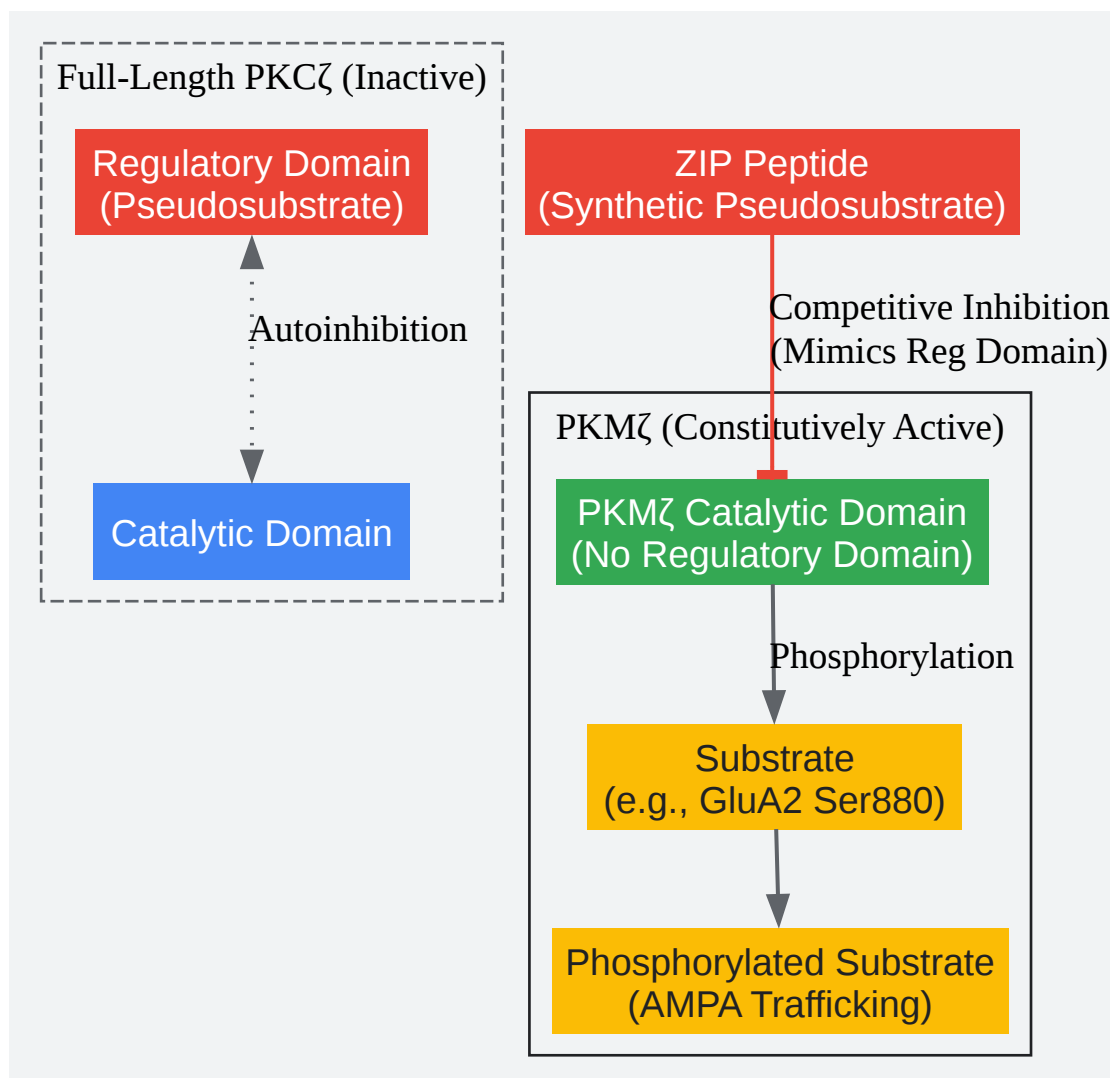 Full-Length PKCζ (Inactive)
Regulatory Domain
(Pseudosubstrate)
Autoinhibition
Catalytic Domain
ZIP Peptide
(Synthetic Pseudosubstrate)
Competitive Inhibition
(Mimics Reg Domain)
PKMζ (Constitutively Active)
PKMζ Catalytic Domain
(No Regulatory Domain)
Phosphorylation
Substrate
(e.g., GluA2 Ser880)
Phosphorylated Substrate
(AMPA Trafficking)